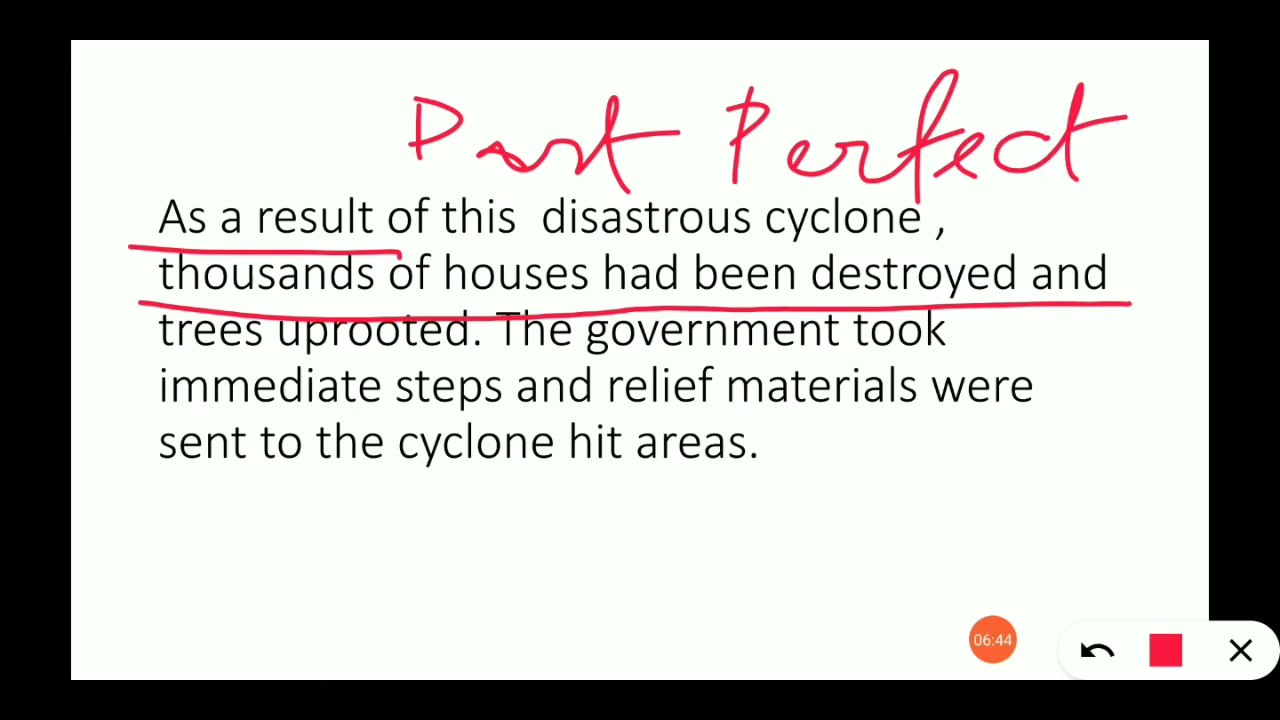 Past Perfect
As a result of this disastrous cyclone ,
thousands of houses had been destroyed and
trees uprooted. The government took
immediate steps and relief materials were
sent to the cyclone hit areas.
06:44